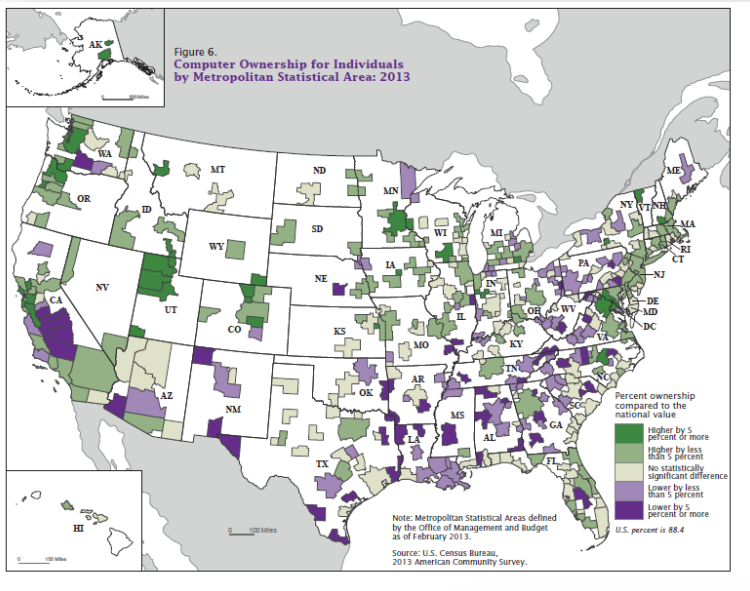 Figure 6.
Computer Ownership for Individuals
by Metropolitan Statistical Area: 2013
AK
500 Miles
WA
MT
ND
MN
ME
OR
ID
SD
WI
MI
NY
VT
NH
MA
RI
CT
WY
IA
PA
NJ
NV
UT
NE
IL
IN
OH
WV
DE
MD
DC
CA
CO
KS
MO
KY
VA
AZ
NM
OK
AR
TN
NC
SC
MS
AL
GA
TX
LA
FL
HI
0 100 Miles
0 100 Miles
Percent ownership
compared to the
national value
Higher by 5
percent or more
Higher by less
than 5 percent
No statistically
significant difference
Lower by less
than 5 percent
Lower by 5
percent or more
U.S. percent is 88.4
Note: Metropolitan Statistical Areas defined
by the Office of Management and Budget
as of February 2013.
Source: U.S. Census Bureau,
2013 American Community Survey.